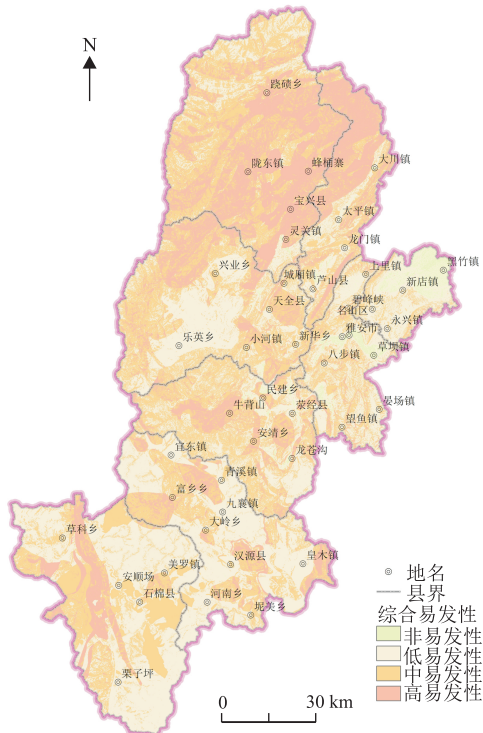 N
跷碛乡
陇东镇
蜂桶寨
大川镇
宝兴县
太平镇
灵关镇
龙门镇
兴业乡
上里镇
黑竹镇
城厢镇
芦山县
新店镇
天全县
碧峰峡
名山区
永兴镇
乐英乡
小河镇
新华乡
雅安市
八步镇
草坝镇
民建乡
晏场镇
牛背山
荥经县
望鱼镇
安靖乡
宜东镇
龙苍沟
青溪镇
富乡乡
九襄镇
大岭乡
草科乡
汉源县
皇木镇
美罗镇
安顺场
石棉县
河南乡
坭美乡
栗子坪
地名
县界
综合易发性
非易发性
低易发性
中易发性
高易发性
0 30 km